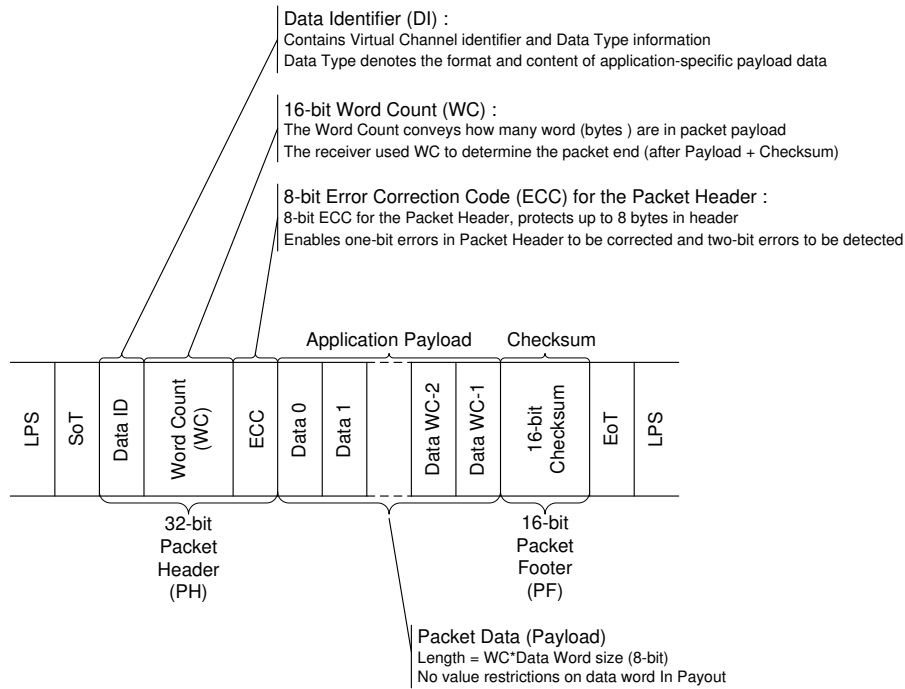 Data Identifier (DI) :
Contains Virtual Channel identifier and Data Type information
Data Type denotes the format and content of application-specific payload data
16-bit Word Count (WC) :
The Word Count conveys how many word (bytes ) are in packet payload
The receiver used WC to determine the packet end (after Payload + Checksum)
8-bit Error Correction Code (ECC) for the Packet Header :
8-bit ECC for the Packet Header, protects up to 8 bytes in header
Enables one-bit errors in Packet Header to be corrected and two-bit errors to be detected
Application Payload
Checksum
LPS
SoT
Data ID
Word Count
(WC)
ECC
Data 0
Data 1
Data WC-2
Data WC-1
16-bit
Checksum
EoT
LPS
32-bit
Packet
Header
(PH)
16-bit
Packet
Footer
(PF)
Packet Data (Payload)
Length = WC*Data Word size (8-bit)
No value restrictions on data word In Payout